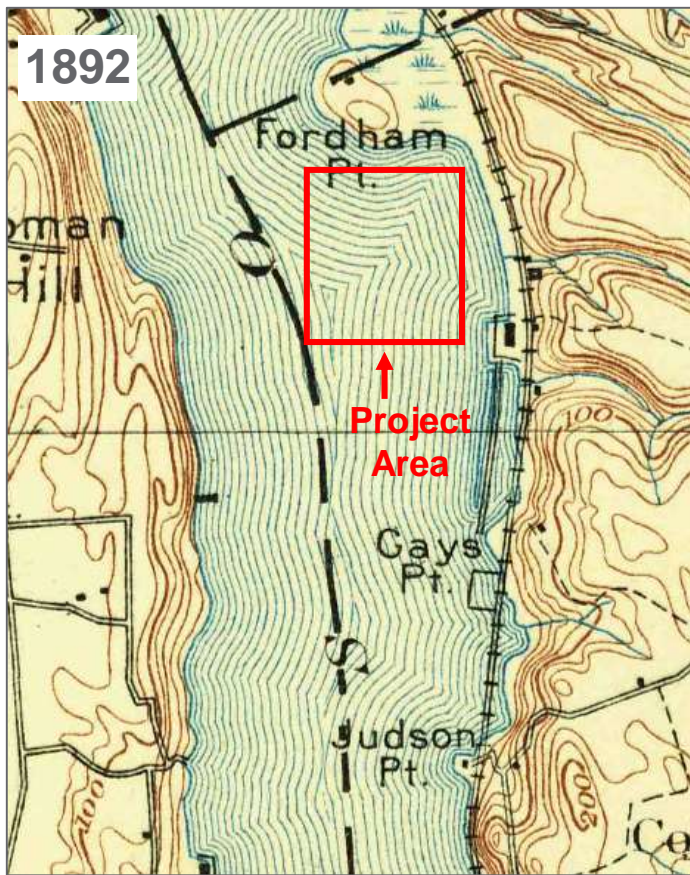 1892
Fordham
Pt.
oman
Hill
O
Project
Area
100
Gays
Pt.
S
Judson
Pt.
100
200
Co